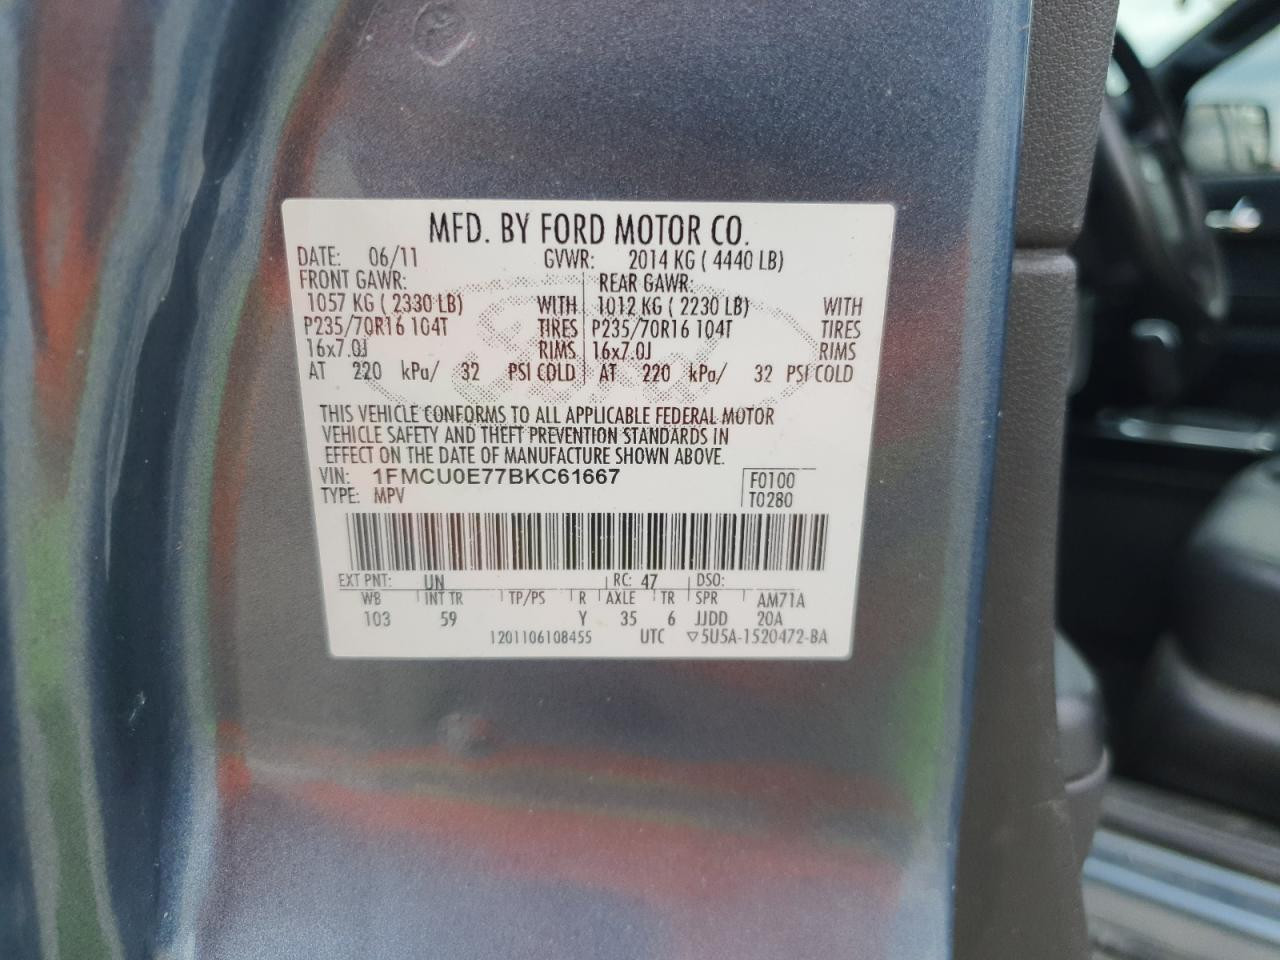 MFD. BY FORD MOTOR CO.
DATE: 06/11 GVWR: 2014 KG ( 4440 LB)
FRONT GAWR: REAR GAWR:
1057 KG ( 2330 LB) WITH 1012 KG ( 2230 LB) WITH
P235/70R16 104T TIRES P235/70R16 104T TIRES
16x7.0J RIMS 16x7.0J RIMS
AT 220 kPa/ 32 PSI COLD AT 220 kPa/ 32 PSI COLD
THIS VEHICLE CONFORMS TO ALL APPLICABLE FEDERAL MOTOR
VEHICLE SAFETY AND THEFT PREVENTION STANDARDS IN
EFFECT ON THE DATE OF MANUFACTURE SHOWN ABOVE.
VIN: 1FMCU0E77BKC61667 F0100
TYPE: MPV T0280
EXT PNT: UN RC: 47 DSO:
WB INT TR TP/PS R AXLE TR SPR AM71A
103 59 Y 35 6 JJDD 20A
1201106108455 UTC ▽5U5A-1520472-BA